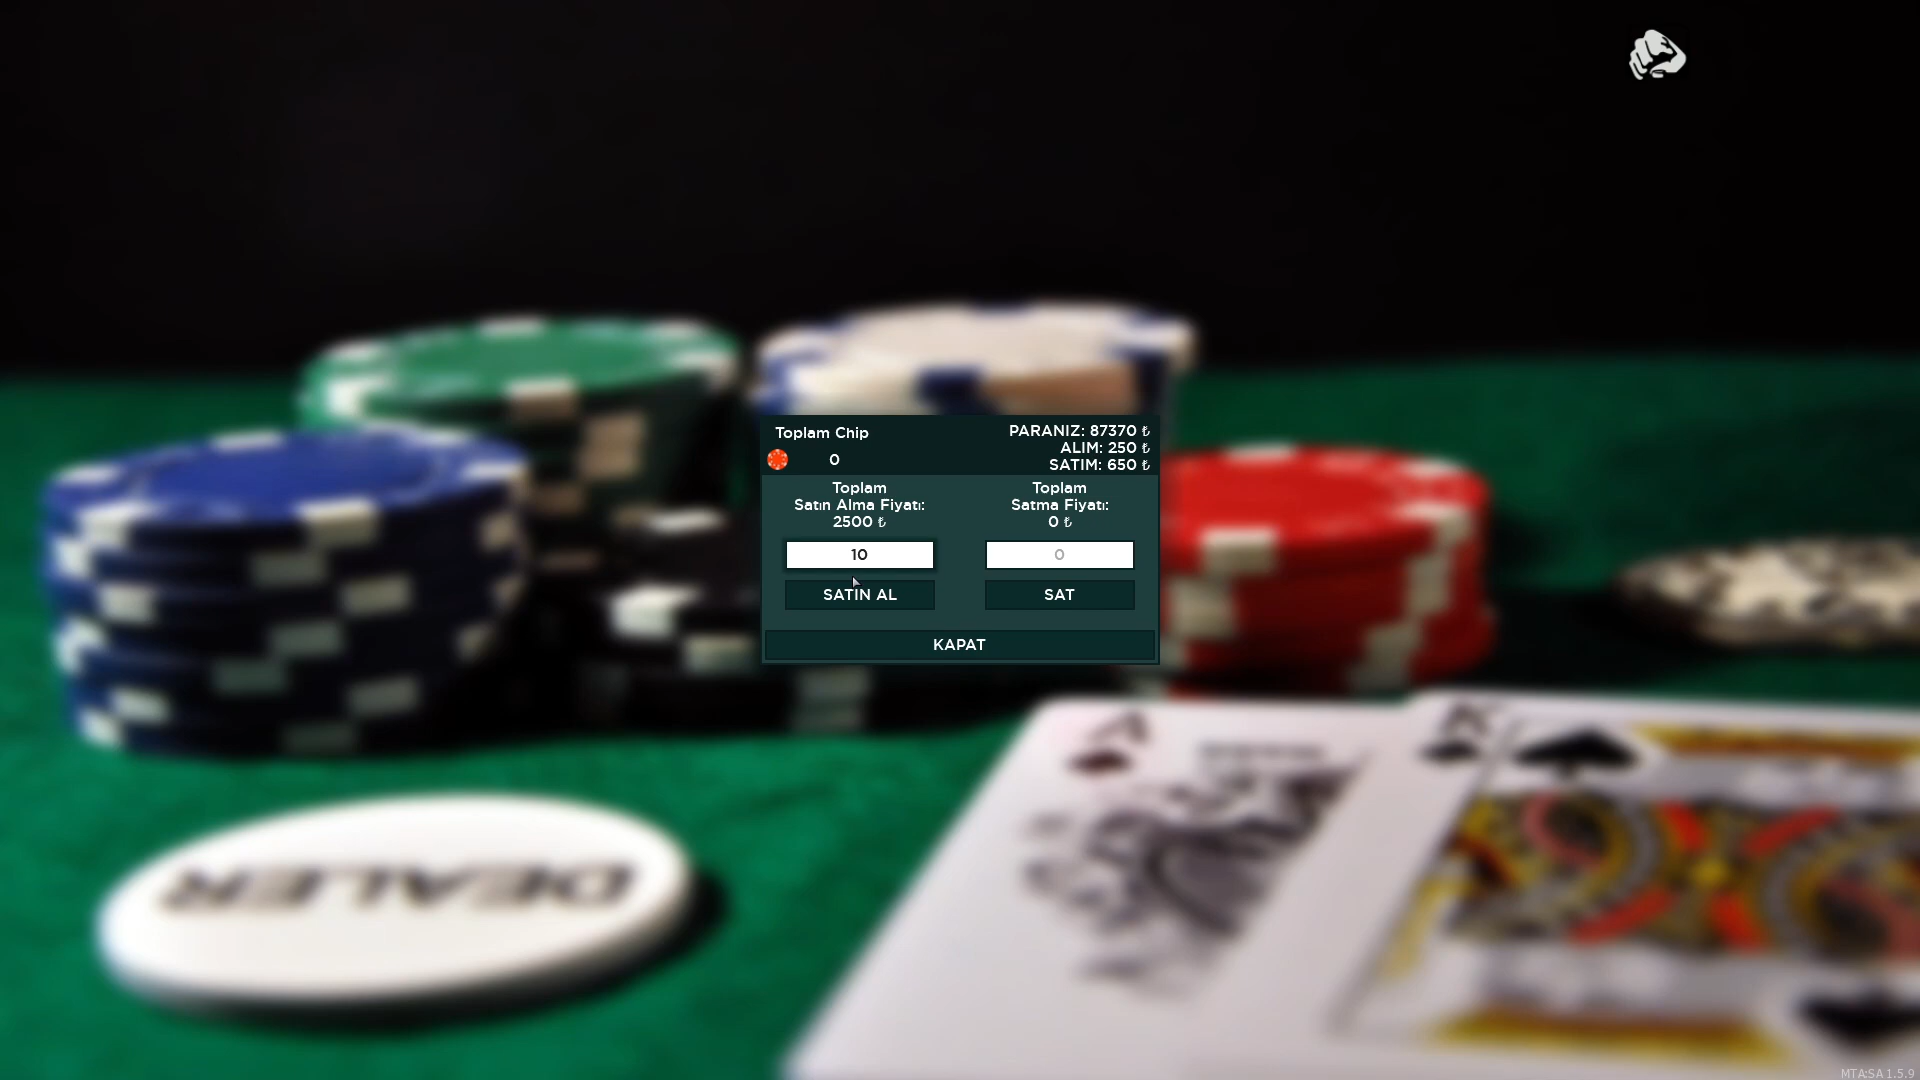 Toplam Chip
0
PARANIZ: 87370 ₺
ALIM: 250 ₺
SATIM: 650 ₺
Toplam
Satın Alma Fiyatı:
2500 ₺
10
SATIN AL
Toplam
Satma Fiyatı:
0 ₺
0
SAT
KAPAT
A
K
DEALER
MTA:SA 1.5.9